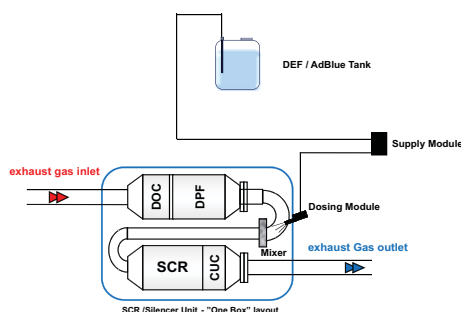 DEF / AdBlue Tank
Supply Module
exhaust gas inlet
DOC
DPF
Dosing Module
Mixer
exhaust Gas outlet
SCR
CUC
SCR /Silencer Unit - "One Box" layout